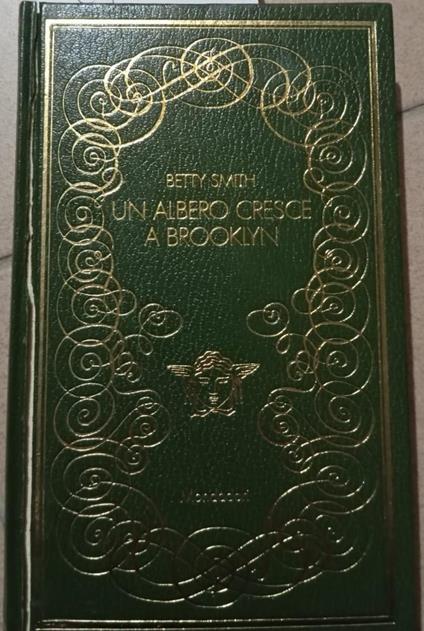 BETTY SMITH
UN ALBERO CRESCE
A BROOKLYN
Mondadori